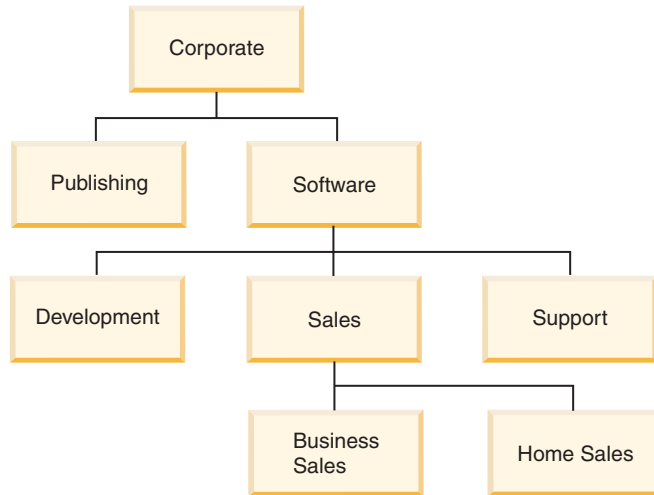 Corporate
Publishing
Software
Development
Sales
Support
Business
Sales
Home Sales